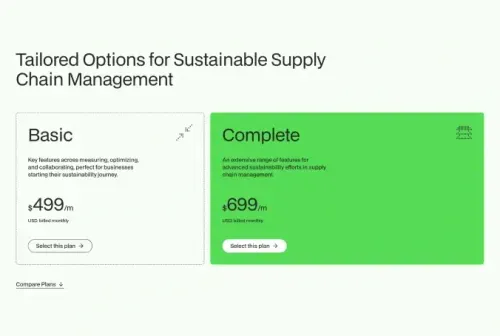 Tailored Options for Sustainable Supply
Chain Management
Basic
Key features across measuring, optimizing,
and collaborating, perfect for businesses
starting their sustainability journey.
$499/m
USD billed monthly
Select this plan →
Complete
An extensive range of features for
advanced sustainability efforts in supply
chain management
$699/m
USD billed monthly
Select this plan →
Compare Plans ↓